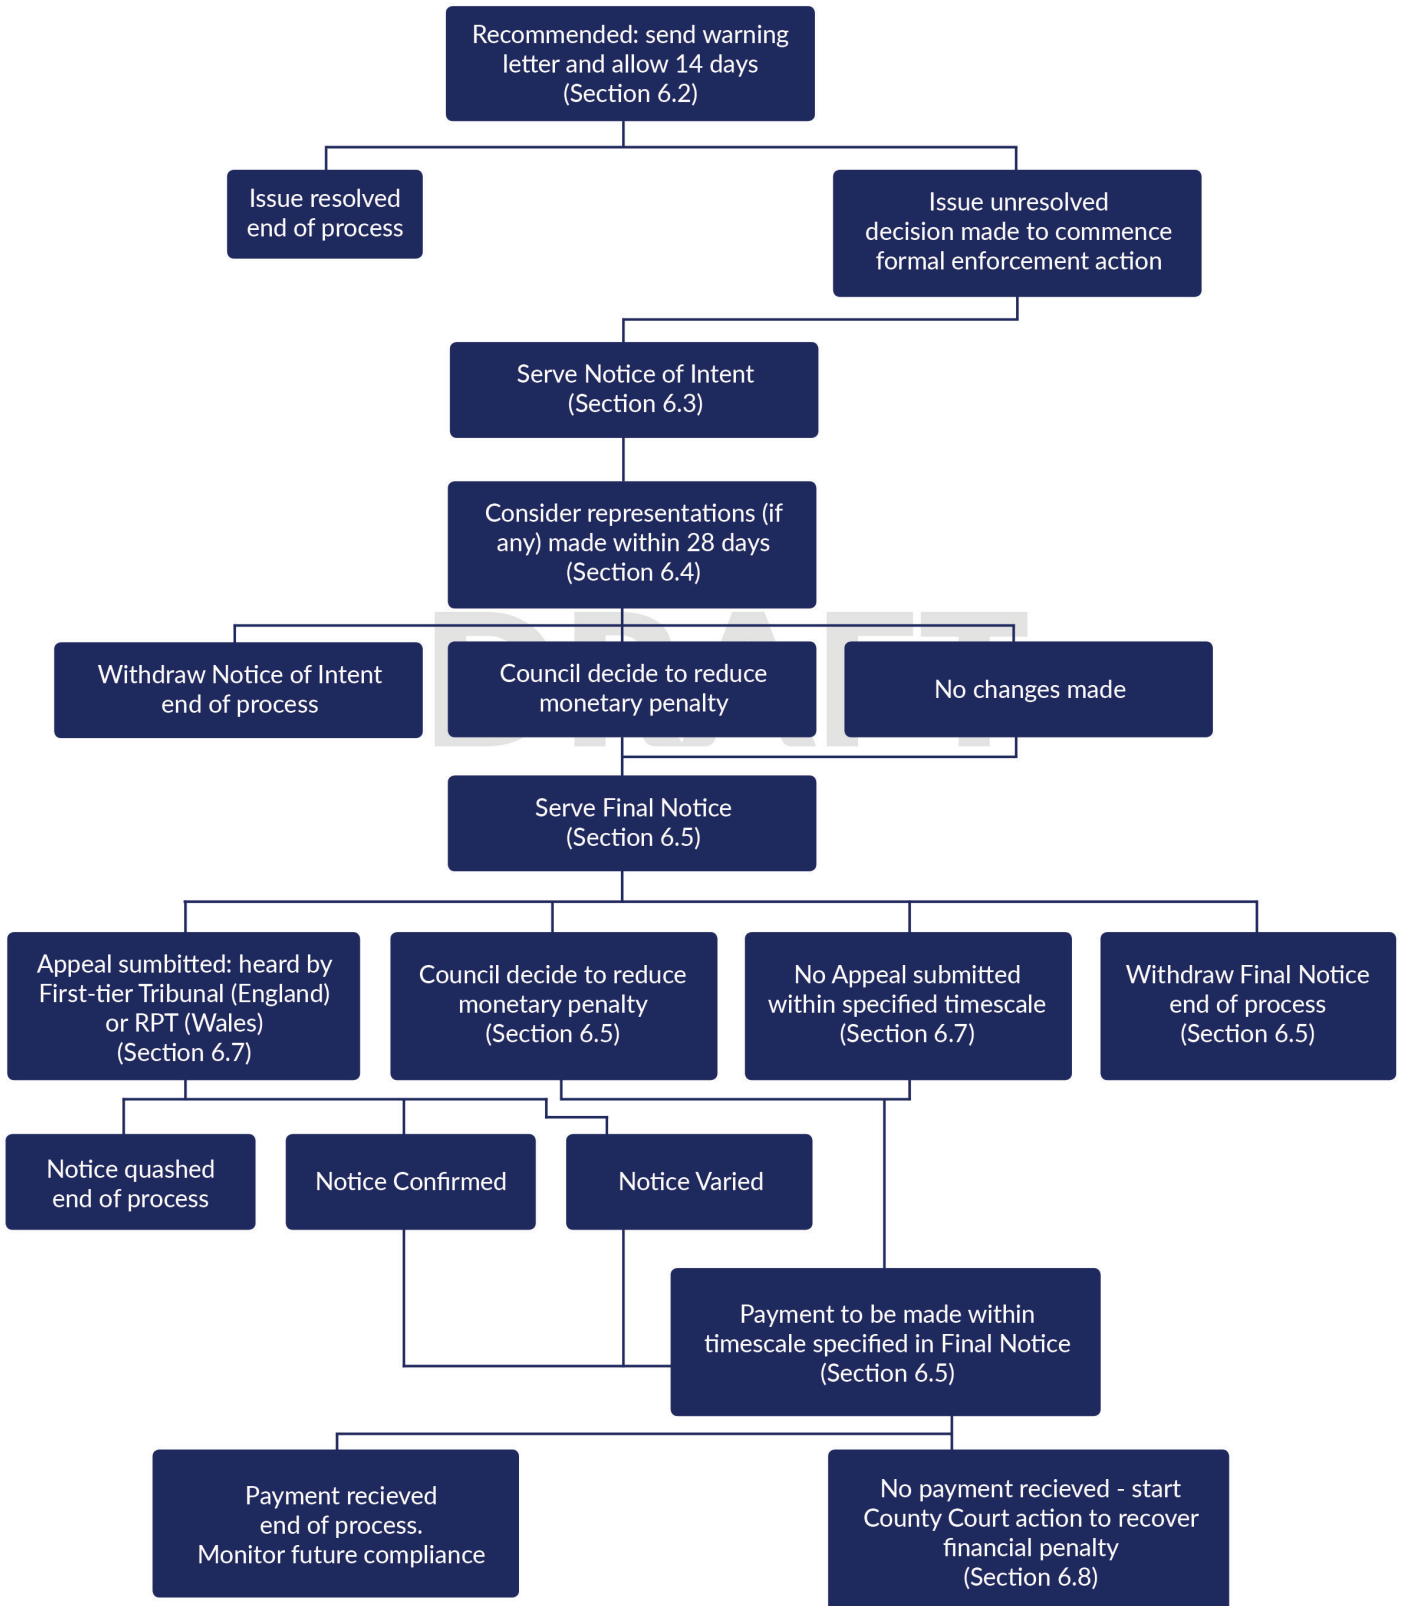 Recommended: send warning
letter and allow 14 days
(Section 6.2)
Issue resolved
end of process
Issue unresolved
decision made to commence
formal enforcement action
Serve Notice of Intent
(Section 6.3)
Consider representations (if
any) made within 28 days
(Section 6.4)
DRAFT
Withdraw Notice of Intent
end of process
Council decide to reduce
monetary penalty
No changes made
Serve Final Notice
(Section 6.5)
Appeal sumbitted: heard by
First-tier Tribunal (England)
or RPT (Wales)
(Section 6.7)
Council decide to reduce
monetary penalty
(Section 6.5)
No Appeal submitted
within specified timescale
(Section 6.7)
Withdraw Final Notice
end of process
(Section 6.5)
Notice quashed
end of process
Notice Confirmed
Notice Varied
Payment to be made within
timescale specified in Final Notice
(Section 6.5)
Payment recieved
end of process.
Monitor future compliance
No payment recieved - start
County Court action to recover
financial penalty
(Section 6.8)